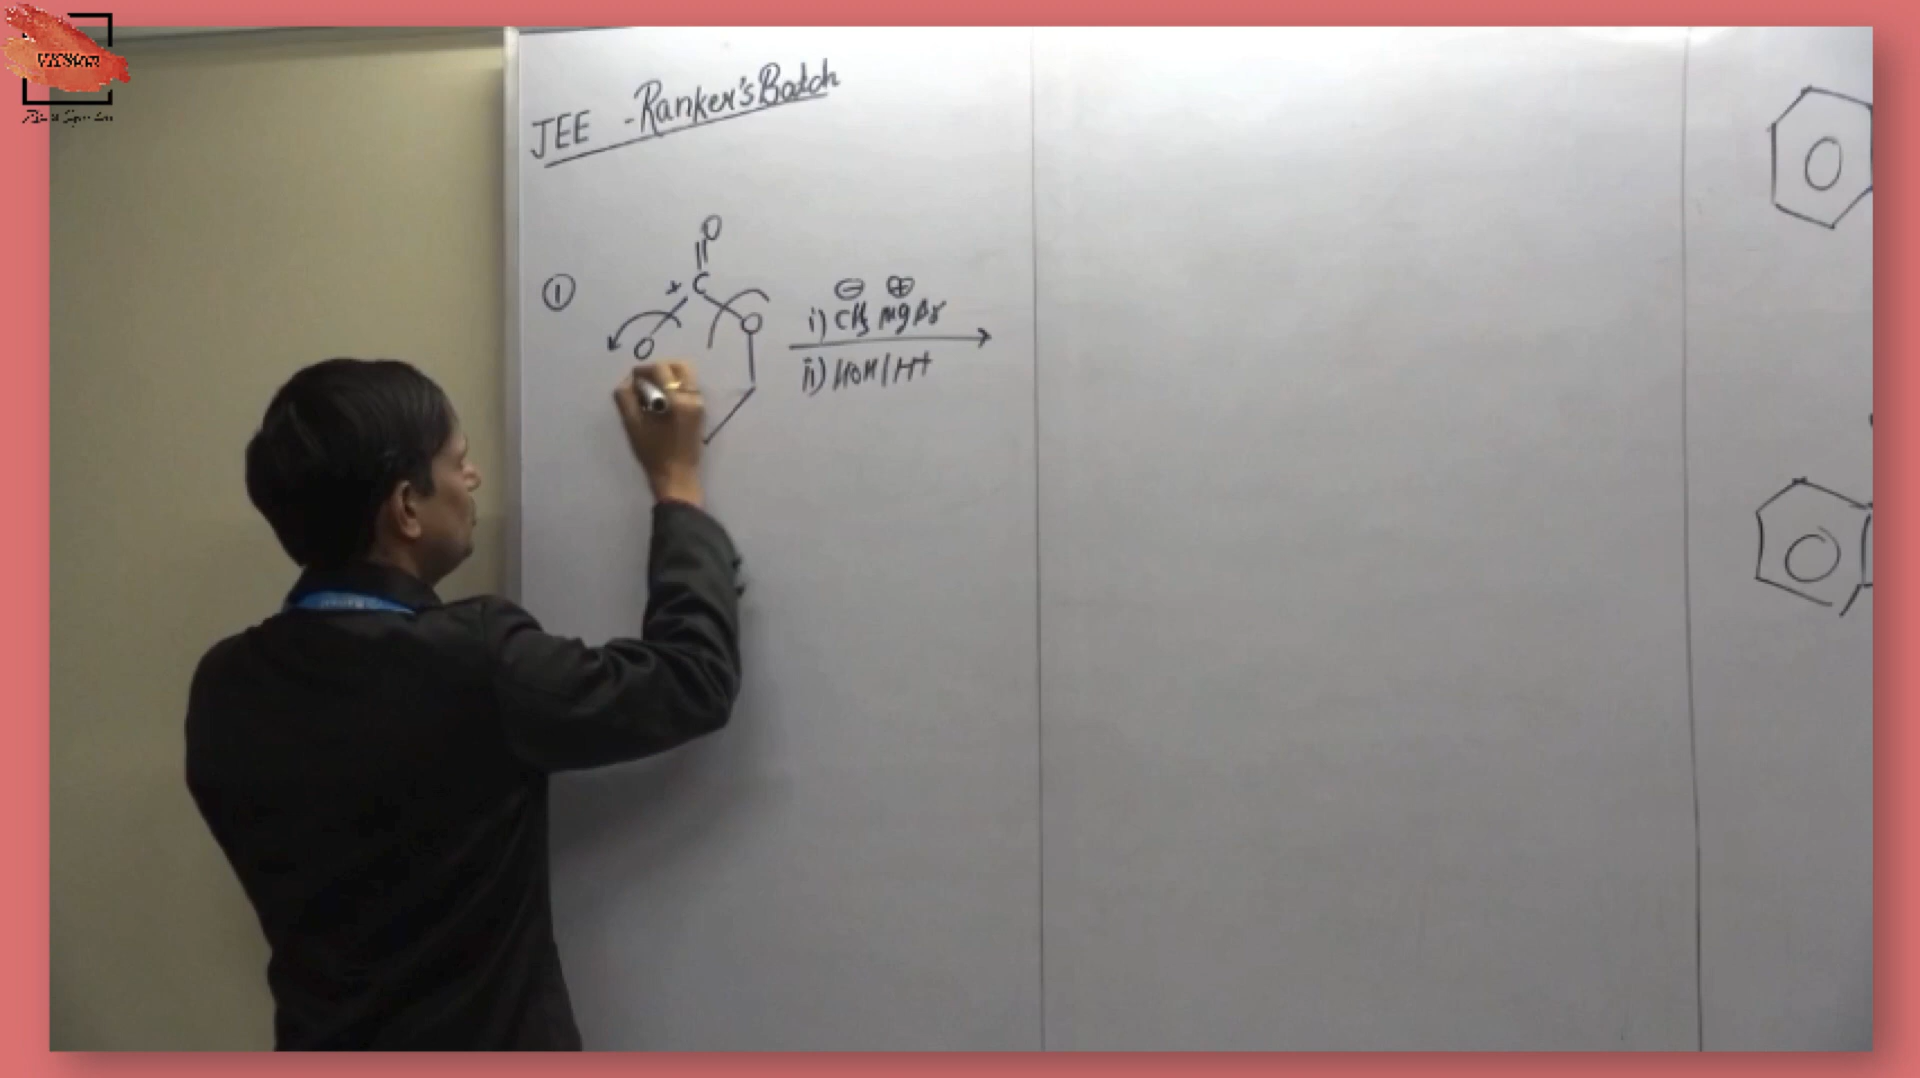 JEE - Ranker's Batch
O
C
O
O
①
⊖ ⊕
i) CH3 MgBr
ii) HOH/H+